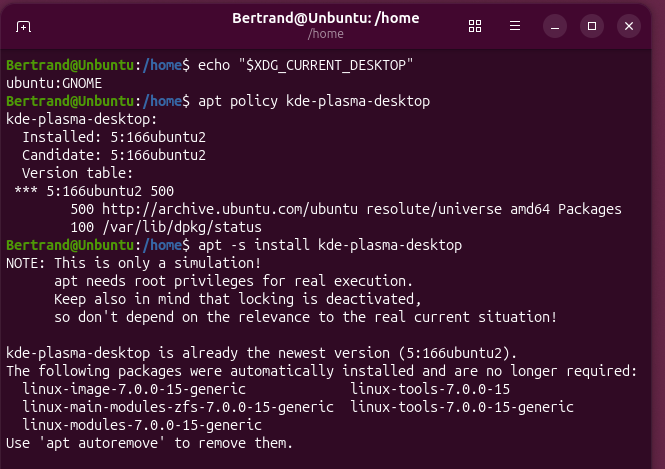 Bertrand@Unbuntu: /home
/home
Bertrand@Unbuntu:/home$ echo "$XDG_CURRENT_DESKTOP"
ubuntu:GNOME
Bertrand@Unbuntu:/home$ apt policy kde-plasma-desktop
kde-plasma-desktop:
  Installed: 5:166ubuntu2
  Candidate: 5:166ubuntu2
  Version table:
 *** 5:166ubuntu2 500
        500 http://archive.ubuntu.com/ubuntu resolute/universe amd64 Packages
        100 /var/lib/dpkg/status
Bertrand@Unbuntu:/home$ apt -s install kde-plasma-desktop
NOTE: This is only a simulation!
      apt needs root privileges for real execution.
      Keep also in mind that locking is deactivated,
      so don't depend on the relevance to the real current situation!

kde-plasma-desktop is already the newest version (5:166ubuntu2).
The following packages were automatically installed and are no longer required:
  linux-image-7.0.0-15-generic             linux-tools-7.0.0-15
  linux-main-modules-zfs-7.0.0-15-generic  linux-tools-7.0.0-15-generic
  linux-modules-7.0.0-15-generic
Use 'apt autoremove' to remove them.